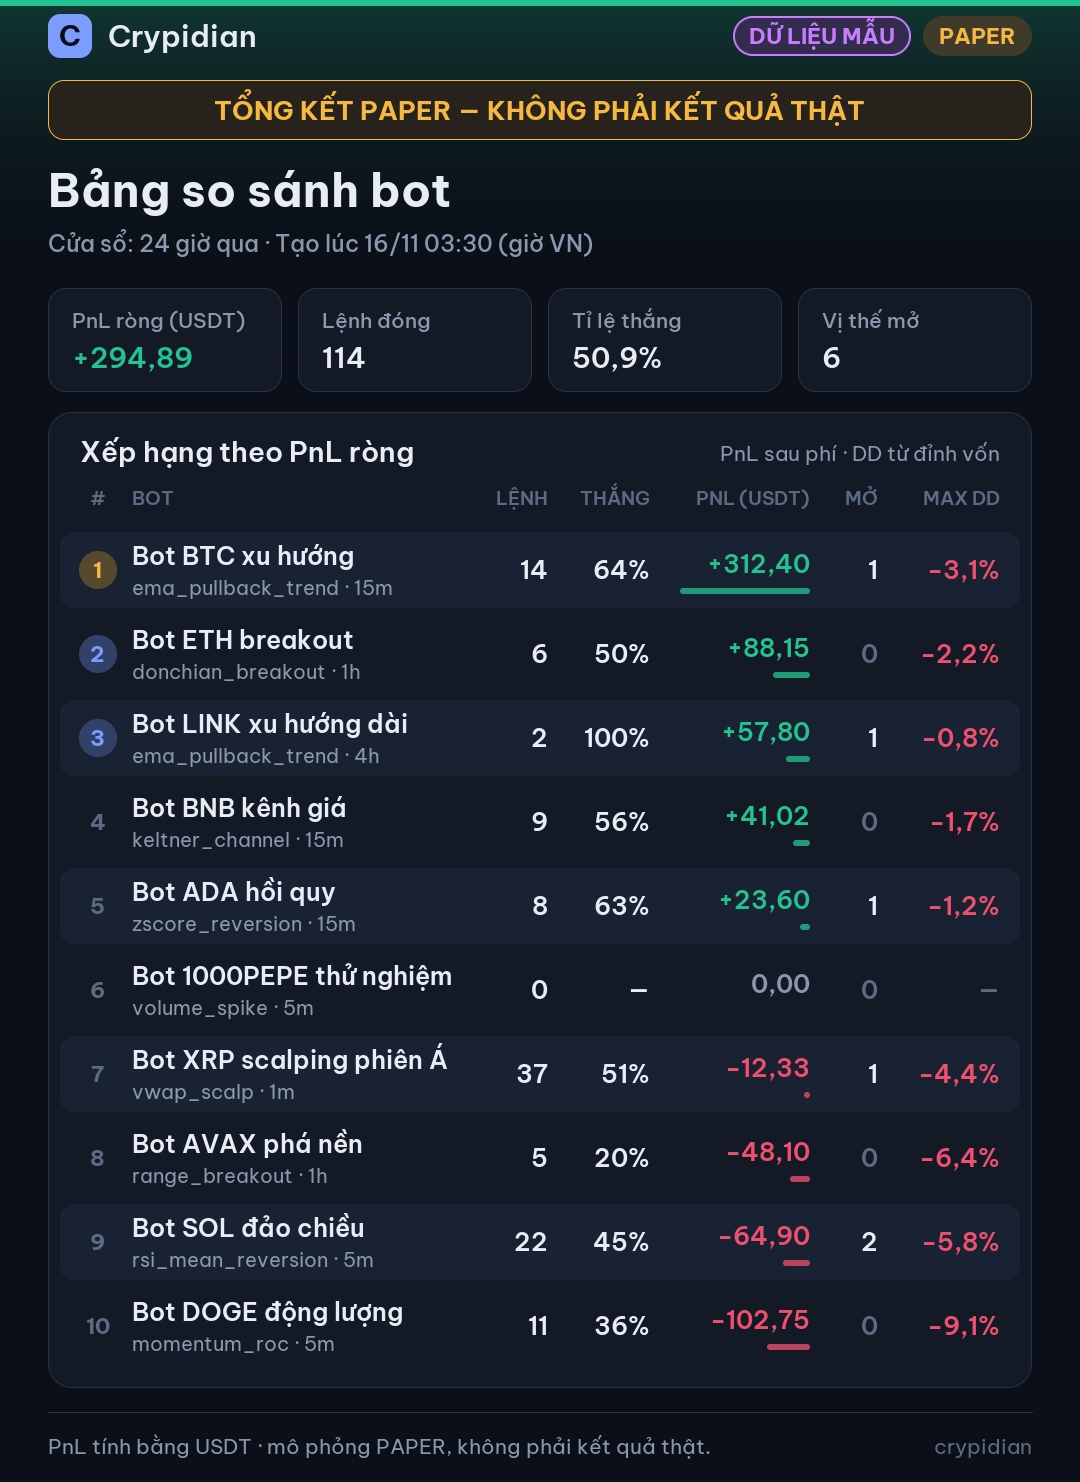 C Crypidian DỮ LIỆU MẪU PAPER
TỔNG KẾT PAPER — KHÔNG PHẢI KẾT QUẢ THẬT
Bảng so sánh bot
Cửa sổ: 24 giờ qua · Tạo lúc 16/11 03:30 (giờ VN)
PnL ròng (USDT) Lệnh đóng Tỉ lệ thắng Vị thế mở
+294,89 114 50,9% 6
Xếp hạng theo PnL ròng PnL sau phí · DD từ đỉnh vốn
# BOT LỆNH THẮNG PNL (USDT) MỞ MAX DD
1 Bot BTC xu hướng 14 64% +312,40 1 -3,1%
ema_pullback_trend · 15m
2 Bot ETH breakout 6 50% +88,15 0 -2,2%
donchian_breakout · 1h
3 Bot LINK xu hướng dài 2 100% +57,80 1 -0,8%
ema_pullback_trend · 4h
4 Bot BNB kênh giá 9 56% +41,02 0 -1,7%
keltner_channel · 15m
5 Bot ADA hồi quy 8 63% +23,60 1 -1,2%
zscore_reversion · 15m
6 Bot 1000PEPE thử nghiệm 0 — 0,00 0 —
volume_spike · 5m
7 Bot XRP scalping phiên Á 37 51% -12,33 1 -4,4%
vwap_scalp · 1m
8 Bot AVAX phá nền 5 20% -48,10 0 -6,4%
range_breakout · 1h
9 Bot SOL đảo chiều 22 45% -64,90 2 -5,8%
rsi_mean_reversion · 5m
10 Bot DOGE động lượng 11 36% -102,75 0 -9,1%
momentum_roc · 5m
PnL tính bằng USDT · mô phỏng PAPER, không phải kết quả thật. crypidian